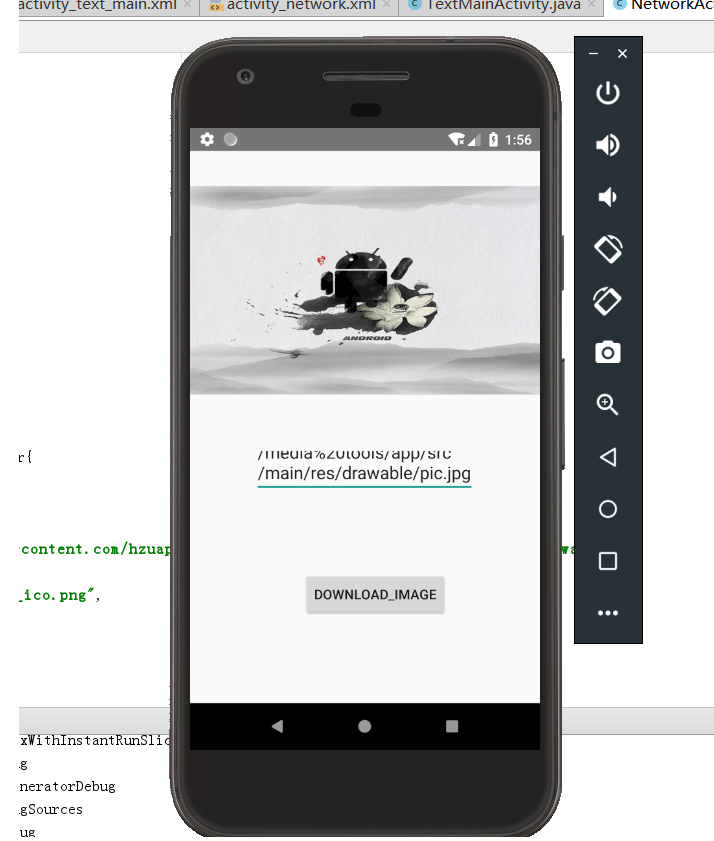 activity_text_main.xml
activity_network.xml
TextMainActivity.java
NetworkAc
1:56
ANDROID
/media%20tools/app/src
/main/res/drawable/pic.jpg
DOWNLOAD_IMAGE
r{
content.com/hzuap
wa
_ico.png",
xWithInstantRunSlic
g
neratorDebug
gSources
ug